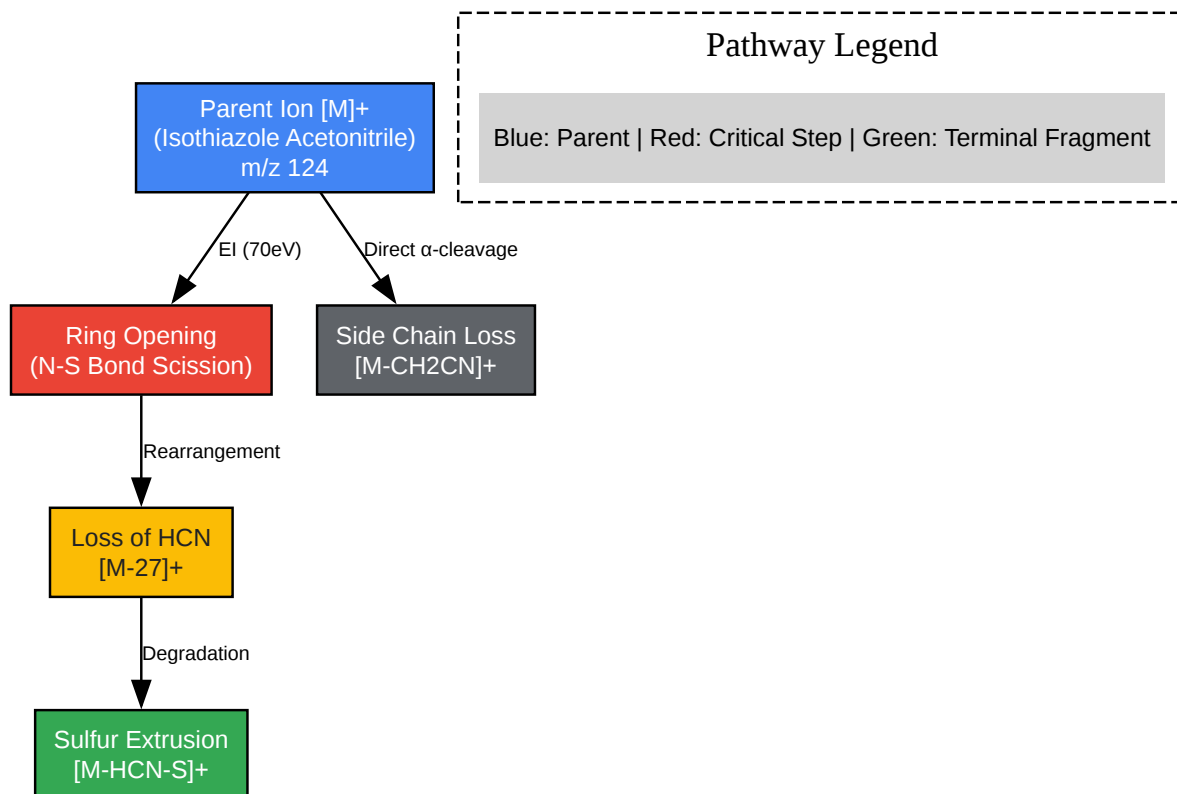 Pathway Legend
Blue: Parent | Red: Critical Step | Green: Terminal Fragment
Parent Ion [M]+
(Isothiazole Acetonitrile)
m/z 124
EI (70eV)
Direct α-cleavage
Ring Opening
(N-S Bond Scission)
Side Chain Loss
[M-CH2CN]+
Rearrangement
Loss of HCN
[M-27]+
Degradation
Sulfur Extrusion
[M-HCN-S]+